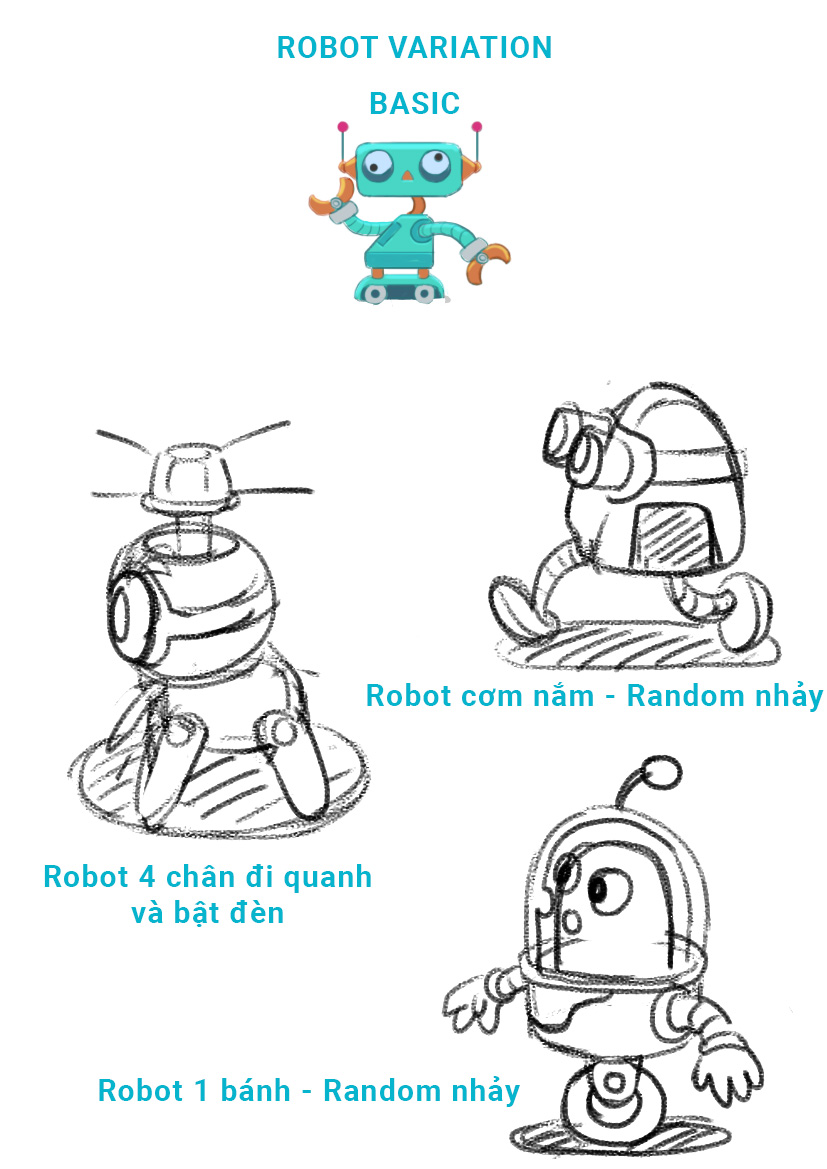 ROBOT VARIATION
BASIC
Robot cơm nắm - Random nhảy
Robot 4 chân đi quanh
và bật đèn
Robot 1 bánh - Random nhảy